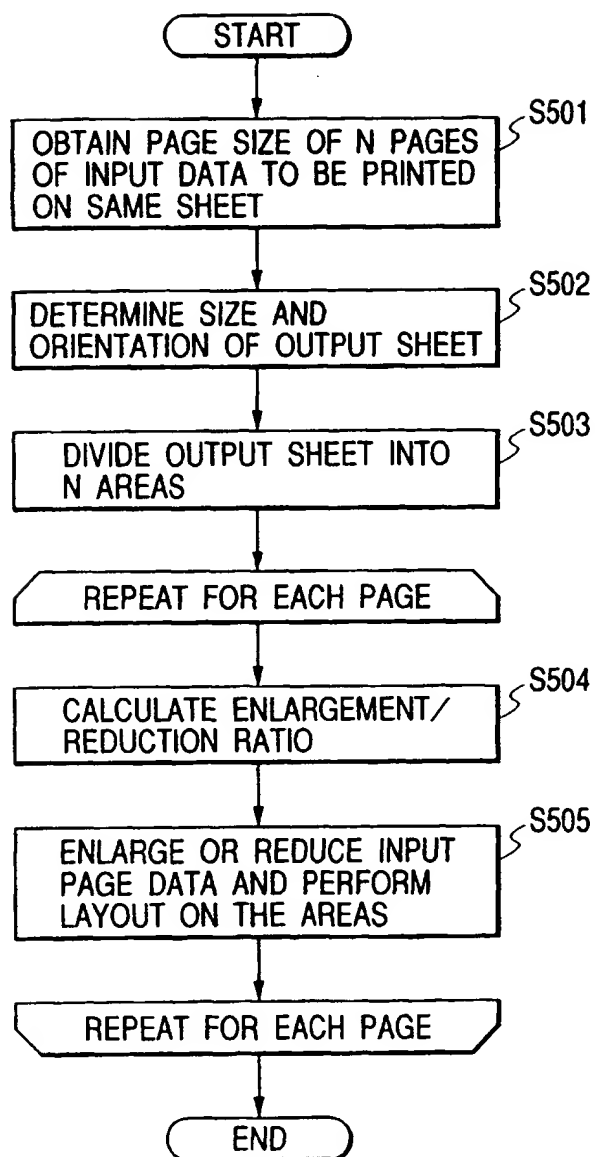 START
S501
OBTAIN PAGE SIZE OF N PAGES
OF INPUT DATA TO BE PRINTED
ON SAME SHEET
S502
DETERMINE SIZE AND
ORIENTATION OF OUTPUT SHEET
S503
DIVIDE OUTPUT SHEET INTO
N AREAS
REPEAT FOR EACH PAGE
S504
CALCULATE ENLARGEMENT/
REDUCTION RATIO
S505
ENLARGE OR REDUCE INPUT
PAGE DATA AND PERFORM
LAYOUT ON THE AREAS
REPEAT FOR EACH PAGE
END